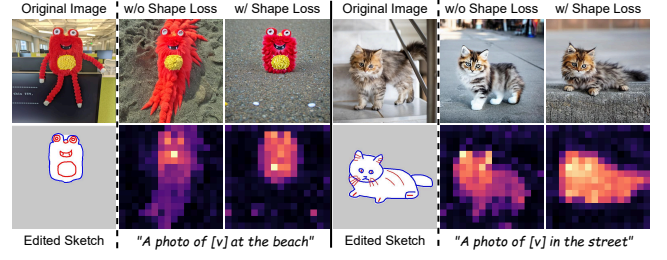 Original Image w/o Shape Loss w/ Shape Loss Original Image w/o Shape Loss w/ Shape Loss
Edited Sketch "A photo of [v] at the beach" Edited Sketch "A photo of [v] in the street"